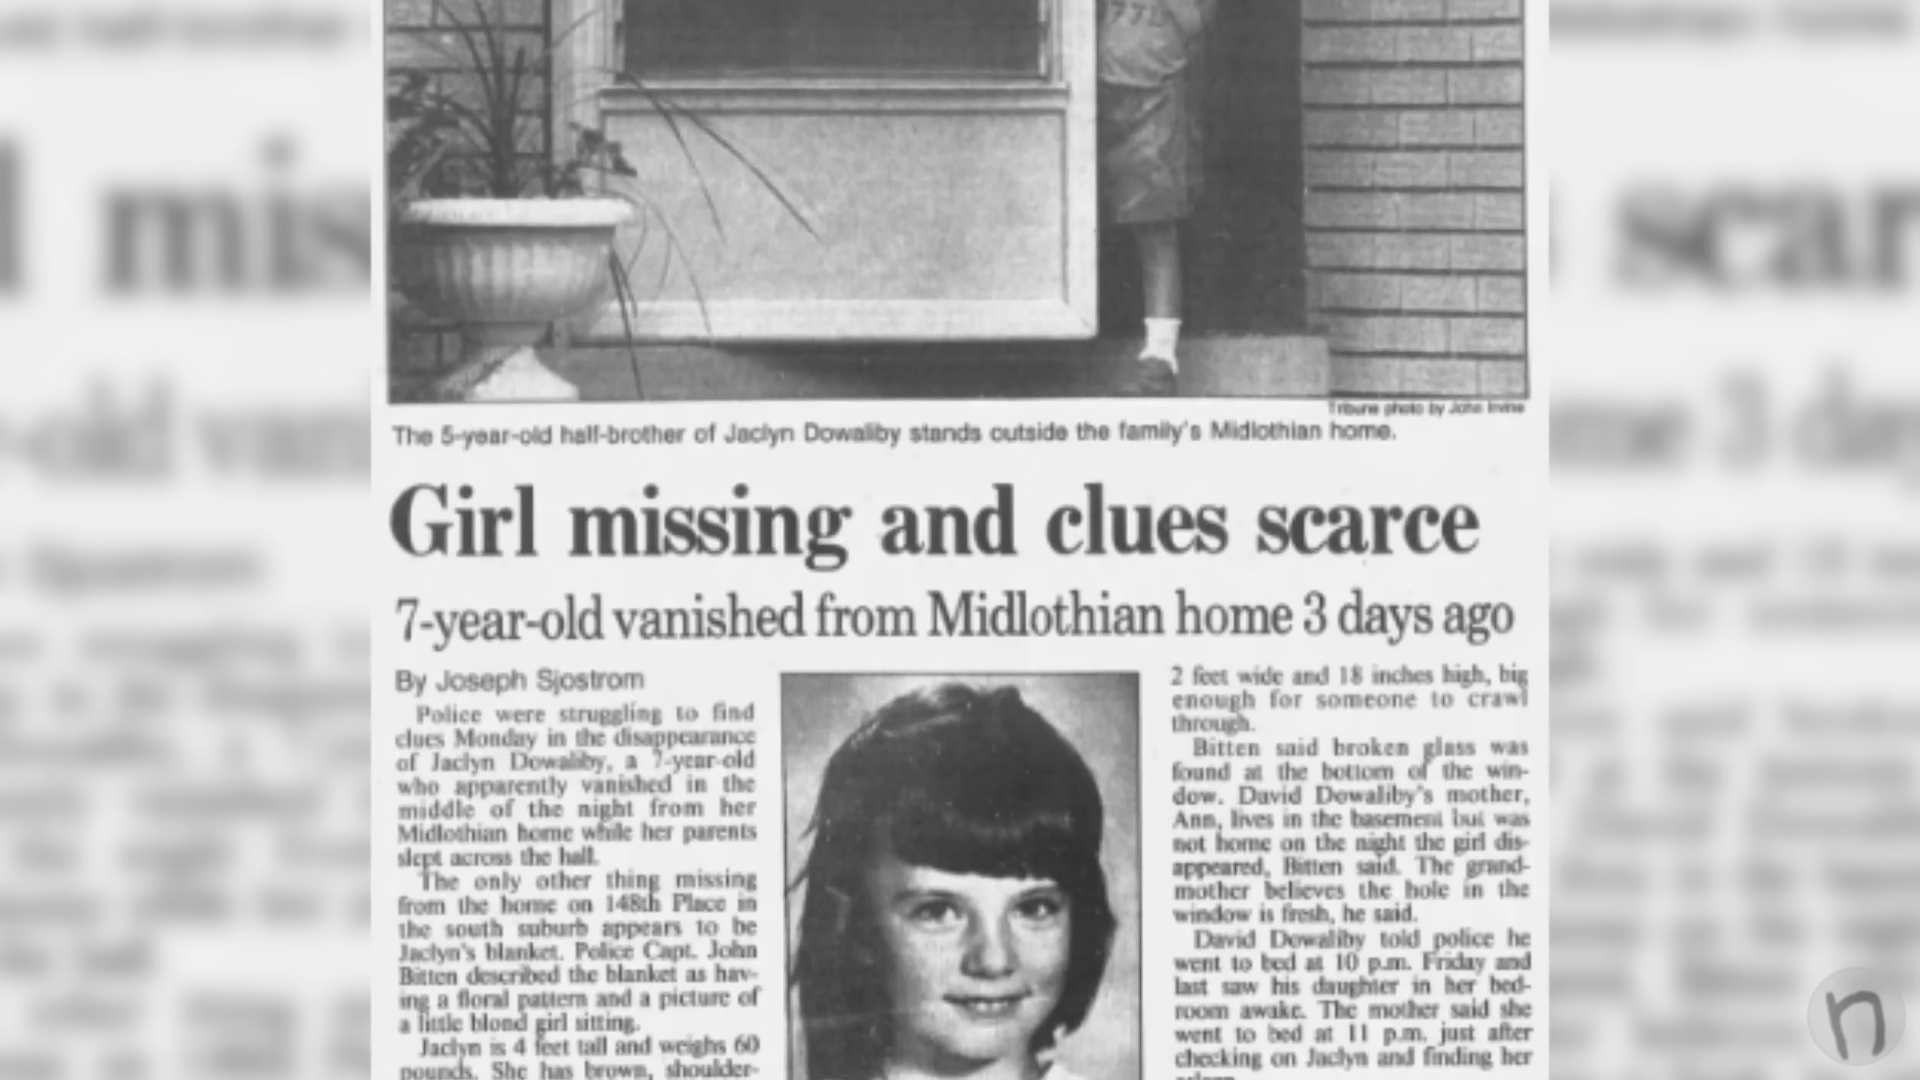 Tribune photo by John Irvine
The 5-year-old half-brother of Jaclyn Dowaliby stands outside the family's Midlothian home.
Girl missing and clues scarce
7-year-old vanished from Midlothian home 3 days ago
By Joseph Sjostrom
Police were struggling to find
clues Monday in the disappearance
of Jaclyn Dowaliby, a 7-year-old
who apparently vanished in the
middle of the night from her
Midlothian home while her parents
slept across the hall.
The only other thing missing
from the home on 148th Place in
the south suburb appears to be
Jaclyn's blanket. Police Capt. John
Bitten described the blanket as hav-
ing a floral pattern and a picture of
a little blond girl sitting.
Jaclyn is 4 feet tall and weighs 60
pounds. She has brown, shoulder-
2 feet wide and 18 inches high, big
enough for someone to crawl
through.
Bitten said broken glass was
found at the bottom of the win-
dow. David Dowaliby's mother,
Ann, lives in the basement but was
not home on the night the girl dis-
appeared, Bitten said. The grand-
mother believes the hole in the
window is fresh, he said.
David Dowaliby told police he
went to bed at 10 p.m. Friday and
last saw his daughter in her bed-
room awake. The mother said she
went to bed at 11 p.m. just after
checking on Jaclyn and finding her
n